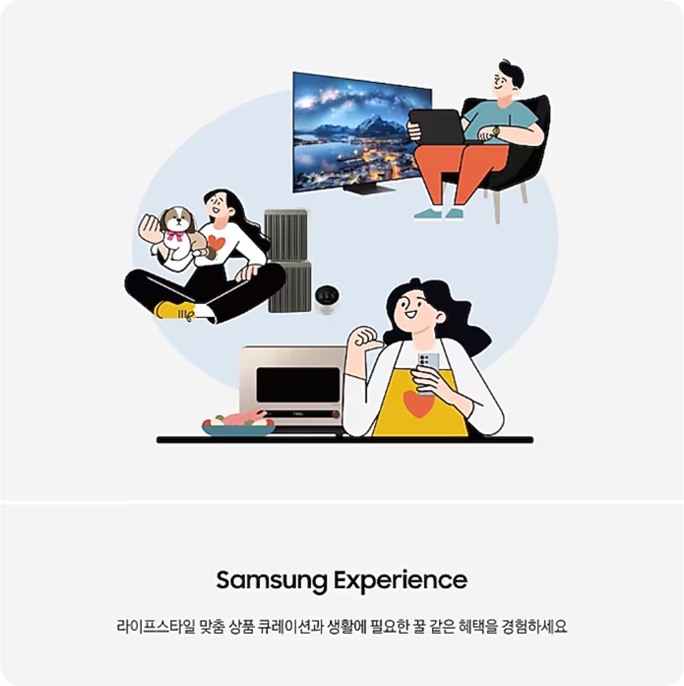 Samsung Experience
라이프스타일 맞춤 상품 큐레이션과 생활에 필요한 꿀 같은 혜택을 경험하세요